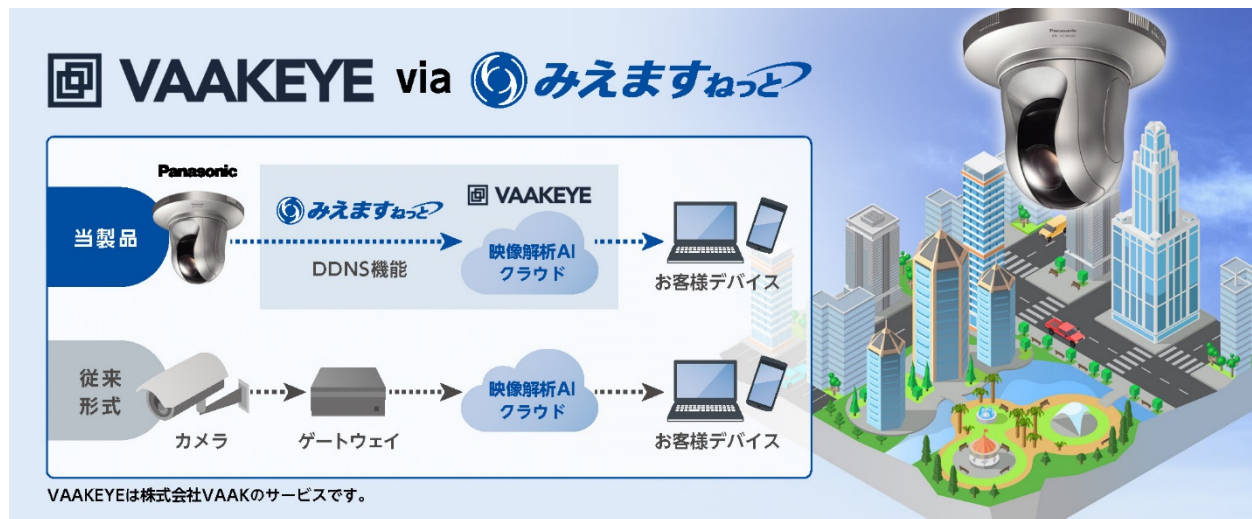 VAAKEYE via みえますねっと
Panasonic
当製品
みえますねっと
VAAKEYE
DDNS機能
映像解析AI
クラウド
お客様デバイス
従来
形式
カメラ
ゲートウェイ
映像解析AI
クラウド
お客様デバイス
VAAKEYEは株式会社VAAKのサービスです。
Panasonic